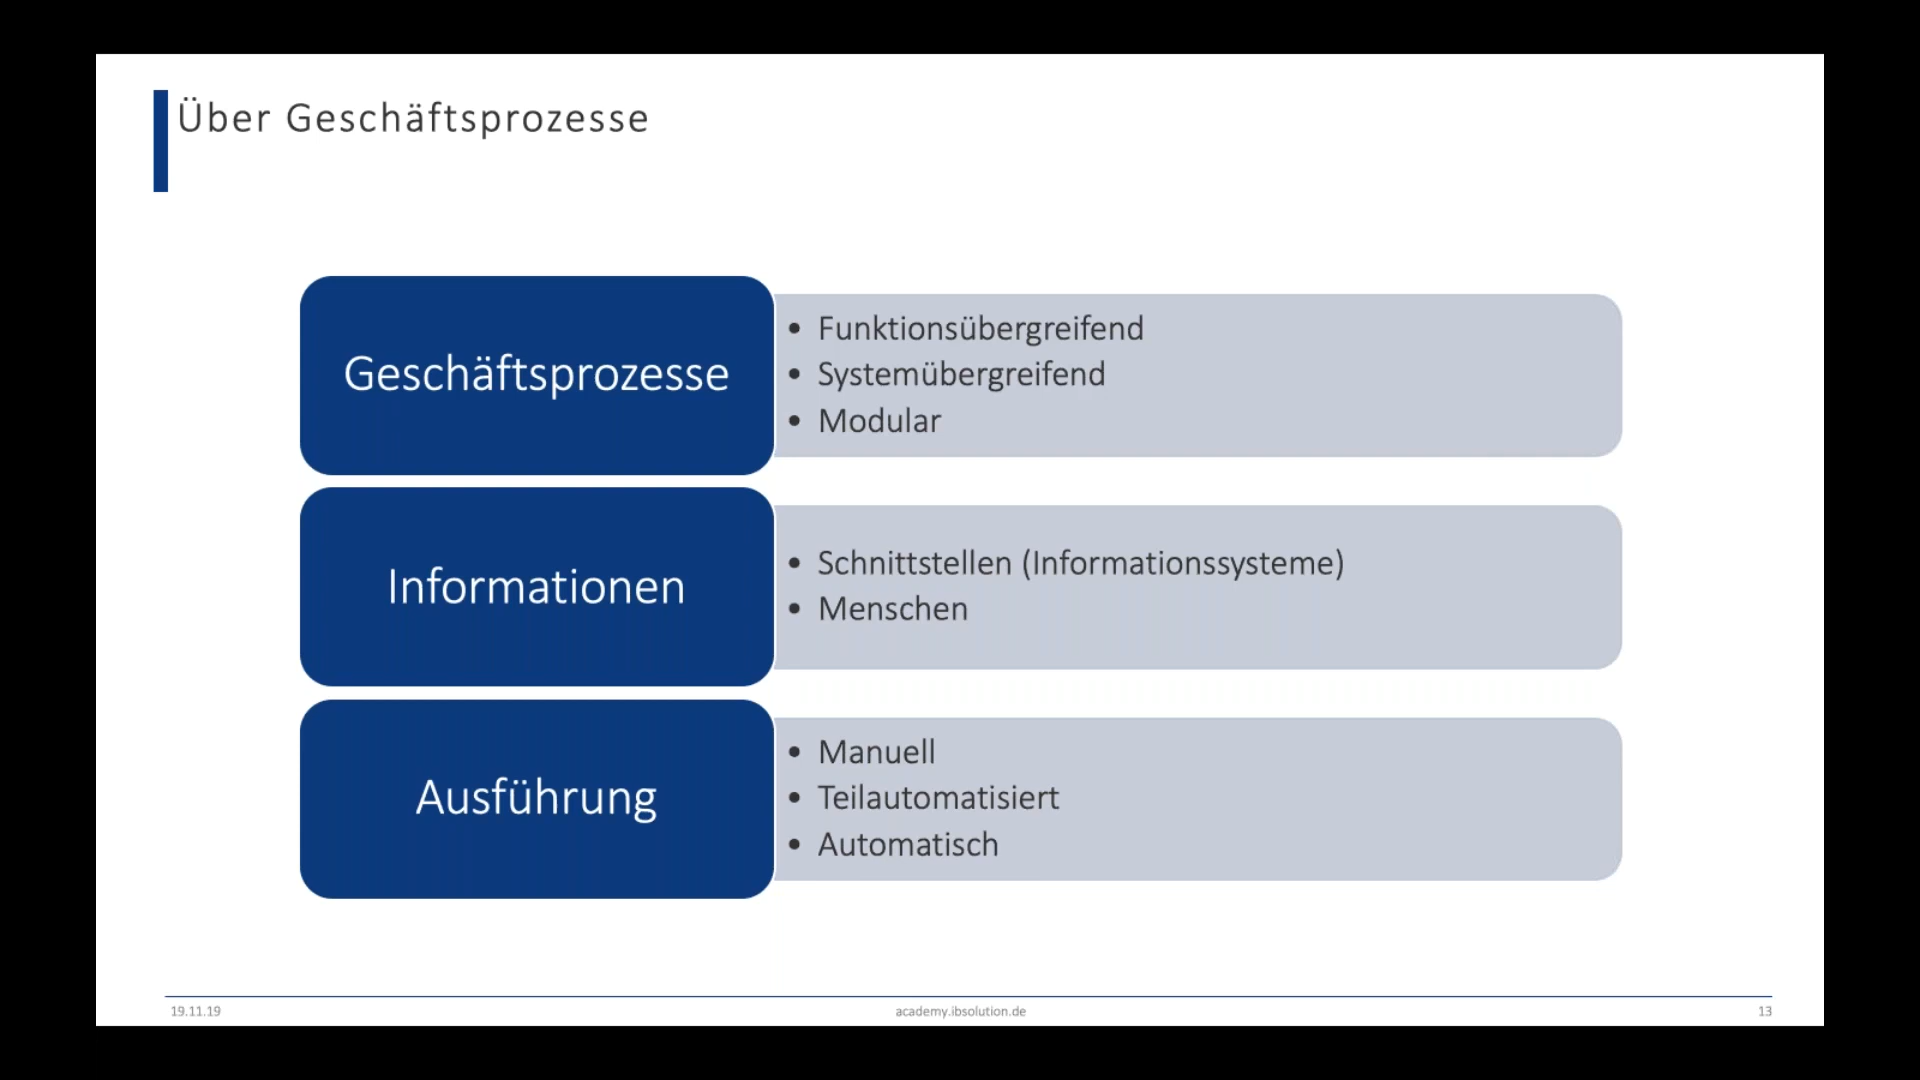 Über Geschäftsprozesse
Geschäftsprozesse
• Funktionsübergreifend
• Systemübergreifend
• Modular
Informationen
• Schnittstellen (Informationssysteme)
• Menschen
Ausführung
• Manuell
• Teilautomatisiert
• Automatisch
19.11.19
academy.ibsolution.de
13